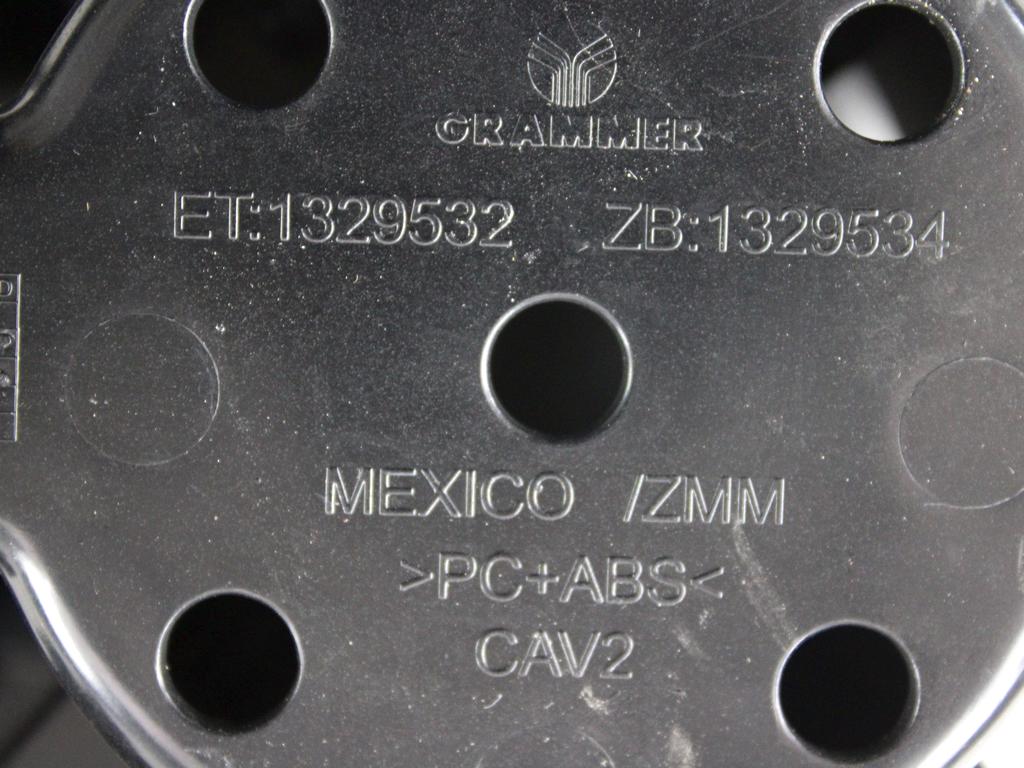 GRAMMER
ET:1329532 ZB:1329534
MEXICO /ZMM
>PC+ABS<
CAV2